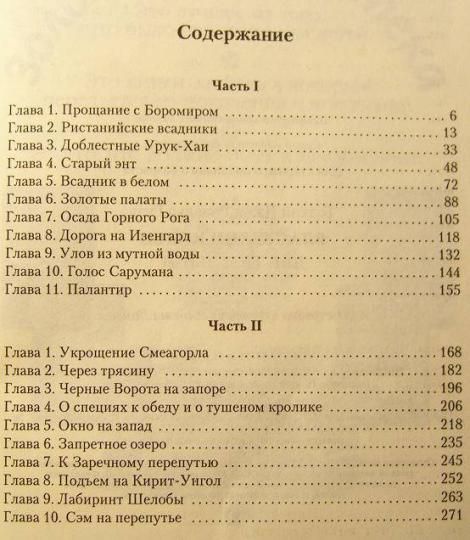 Содержание
Часть I
Глава 1. Прощание с Боромиром 6
Глава 2. Ристанийские всадники 13
Глава 3. Доблестные Урук-Хаи 33
Глава 4. Старый энт 48
Глава 5. Всадник в белом 72
Глава 6. Золотые палаты 88
Глава 7. Осада Горного Рога 105
Глава 8. Дорога на Изенгард 118
Глава 9. Улов из мутной воды 132
Глава 10. Голос Сарумана 144
Глава 11. Палантир 155
Часть II
Глава 1. Укрощение Смеагорла 168
Глава 2. Через трясину 182
Глава 3. Черные Ворота на запоре 196
Глава 4. О специях к обеду и о тушеном кролике 206
Глава 5. Окно на запад 218
Глава 6. Запретное озеро 235
Глава 7. К Заречному перепутью 245
Глава 8. Подъем на Кирит-Унгол 252
Глава 9. Лабиринт Шелобы 263
Глава 10. Сэм на перепутье 271